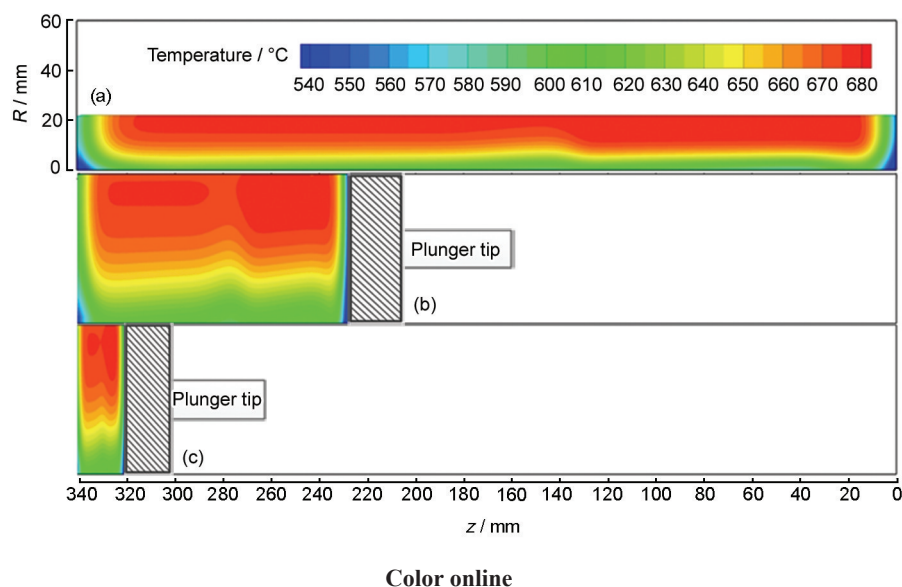 60
40
20
0
R / mm
Temperature / °C
540 550 560 570 580 590 600 610 620 630 640 650 660 670 680
(a)
Plunger tip
(b)
Plunger tip
(c)
340 320 300 280 260 240 220 200 180 160 140 120 100 80 60 40 20 0
z / mm
Color online